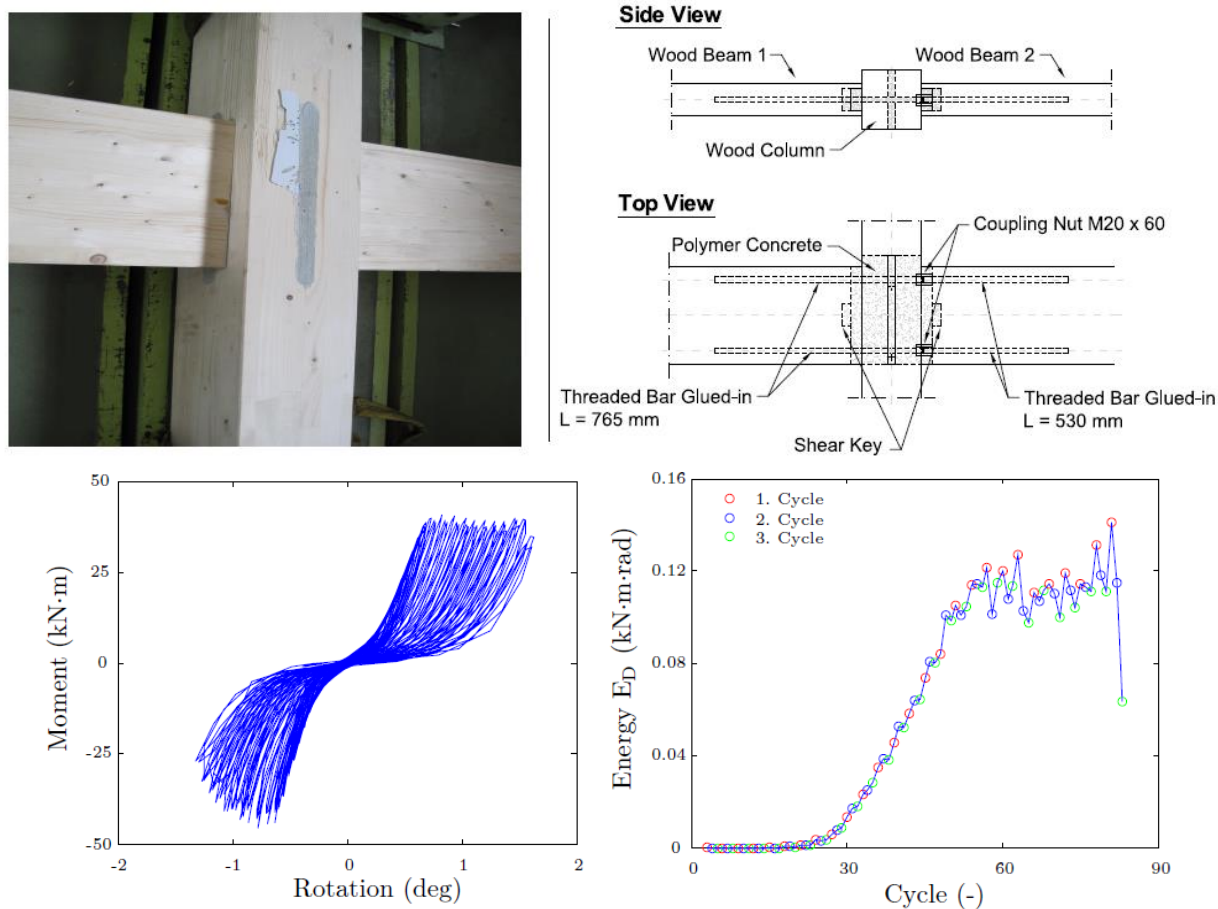 Side View
Wood Beam 1
Wood Beam 2
Wood Column
Top View
Polymer Concrete
Coupling Nut M20 x 60
Threaded Bar Glued-in
L = 765 mm
Threaded Bar Glued-in
L = 530 mm
Shear Key
50
25
0
-25
-50
Moment (kN·m)
-2
-1
0
1
2
Rotation (deg)
0.16
0.12
0.08
0.04
0
Energy E_D (kN·m·rad)
1. Cycle
2. Cycle
3. Cycle
0
30
60
90
Cycle (-)